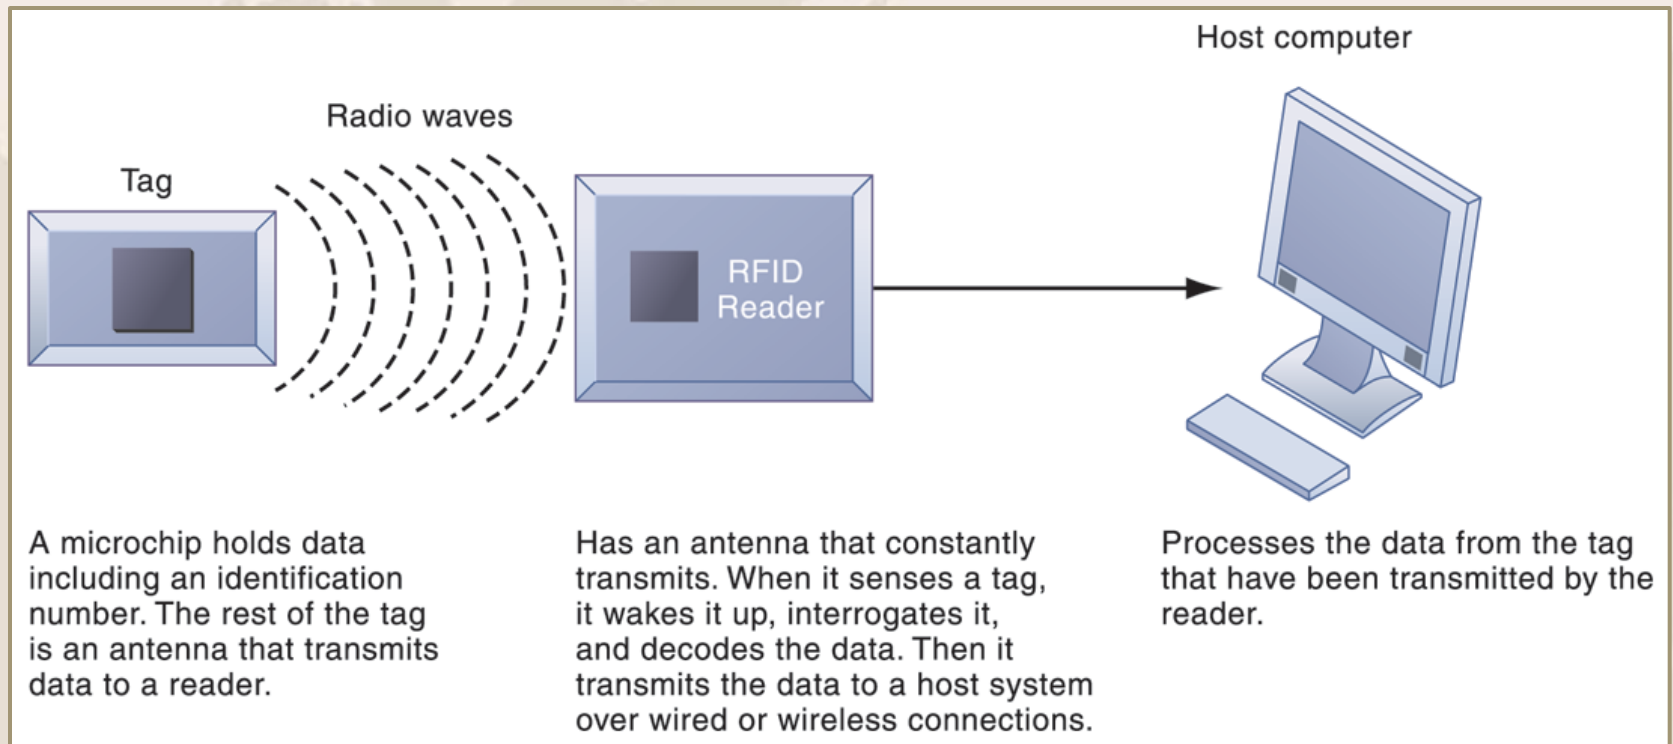 Host computer
Radio waves
Tag
RFID
Reader
A microchip holds data
including an identification
number. The rest of the tag
is an antenna that transmits
data to a reader.
Has an antenna that constantly
transmits. When it senses a tag,
it wakes it up, interrogates it,
and decodes the data. Then it
transmits the data to a host system
over wired or wireless connections.
Processes the data from the tag
that have been transmitted by the
reader.